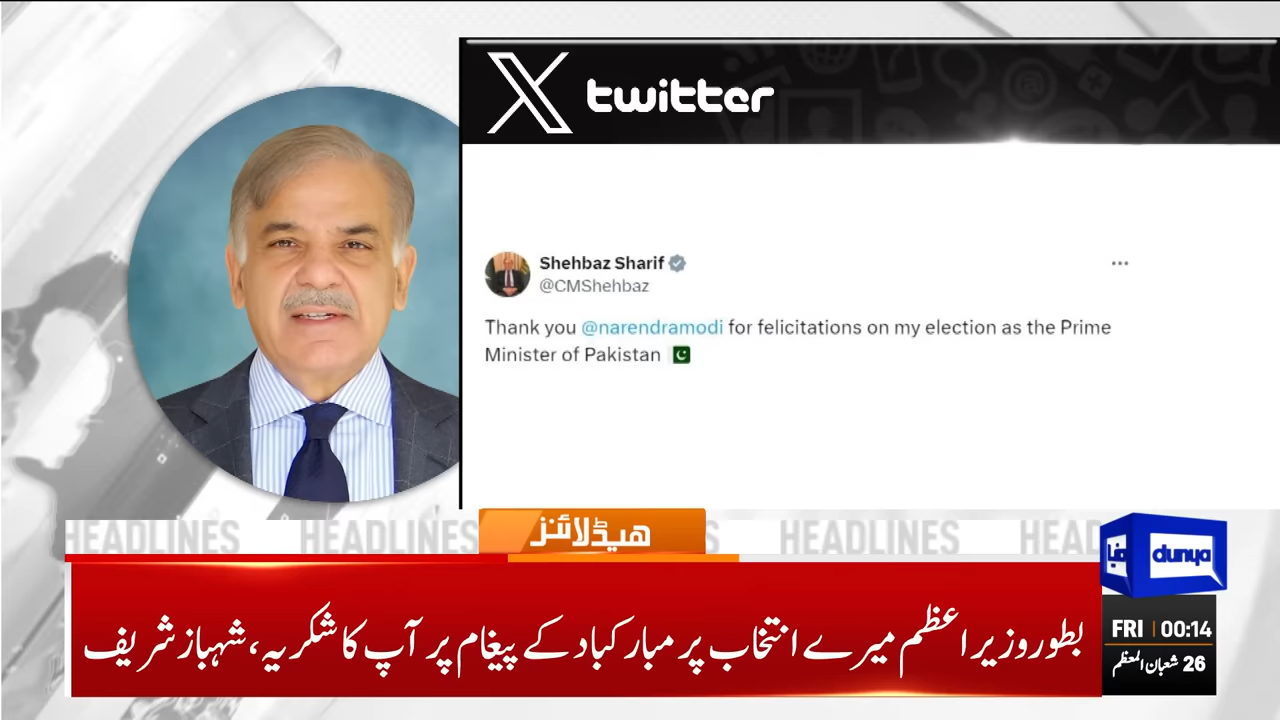 X twitter
Shehbaz Sharif
@CMShehbaz
Thank you @narendramodi for felicitations on my election as the Prime
Minister of Pakistan
HEADLINES HEADLINES HEADLINES HEAD
ہیڈلائنز
بطور وزیراعظم میرے انتخاب پر مبارکباد کے پیغام پر آپ کا شکریہ، شہباز شریف
دنیا dunya
FRI 00:14
26 شعبان المعظم